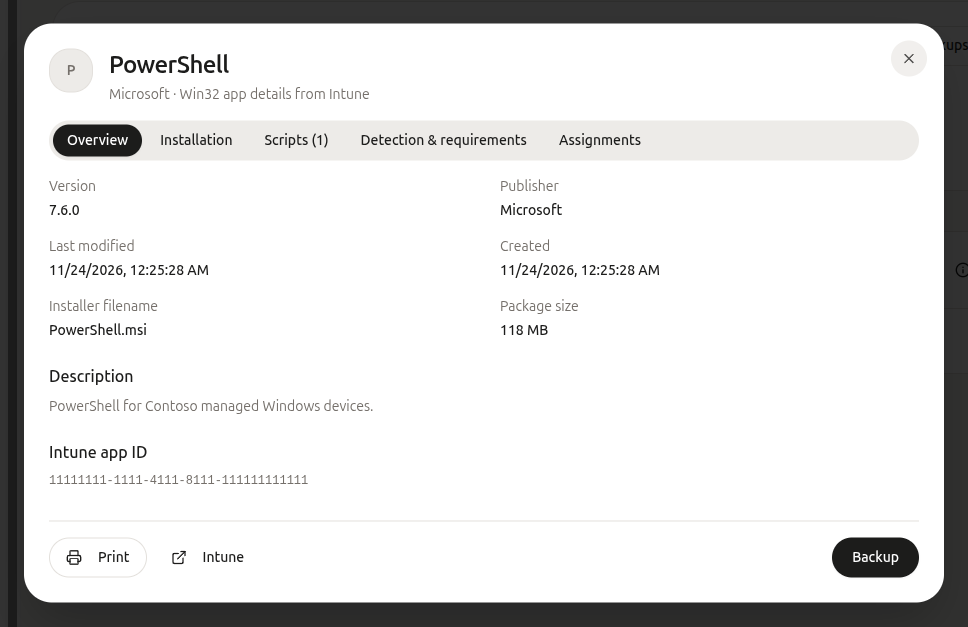 P
PowerShell
Microsoft · Win32 app details from Intune
Overview
Installation
Scripts (1)
Detection & requirements
Assignments
Version
7.6.0
Publisher
Microsoft
Last modified
11/24/2026, 12:25:28 AM
Created
11/24/2026, 12:25:28 AM
Installer filename
PowerShell.msi
Package size
118 MB
Description
PowerShell for Contoso managed Windows devices.
Intune app ID
11111111-1111-4111-8111-111111111111
Print
Intune
Backup